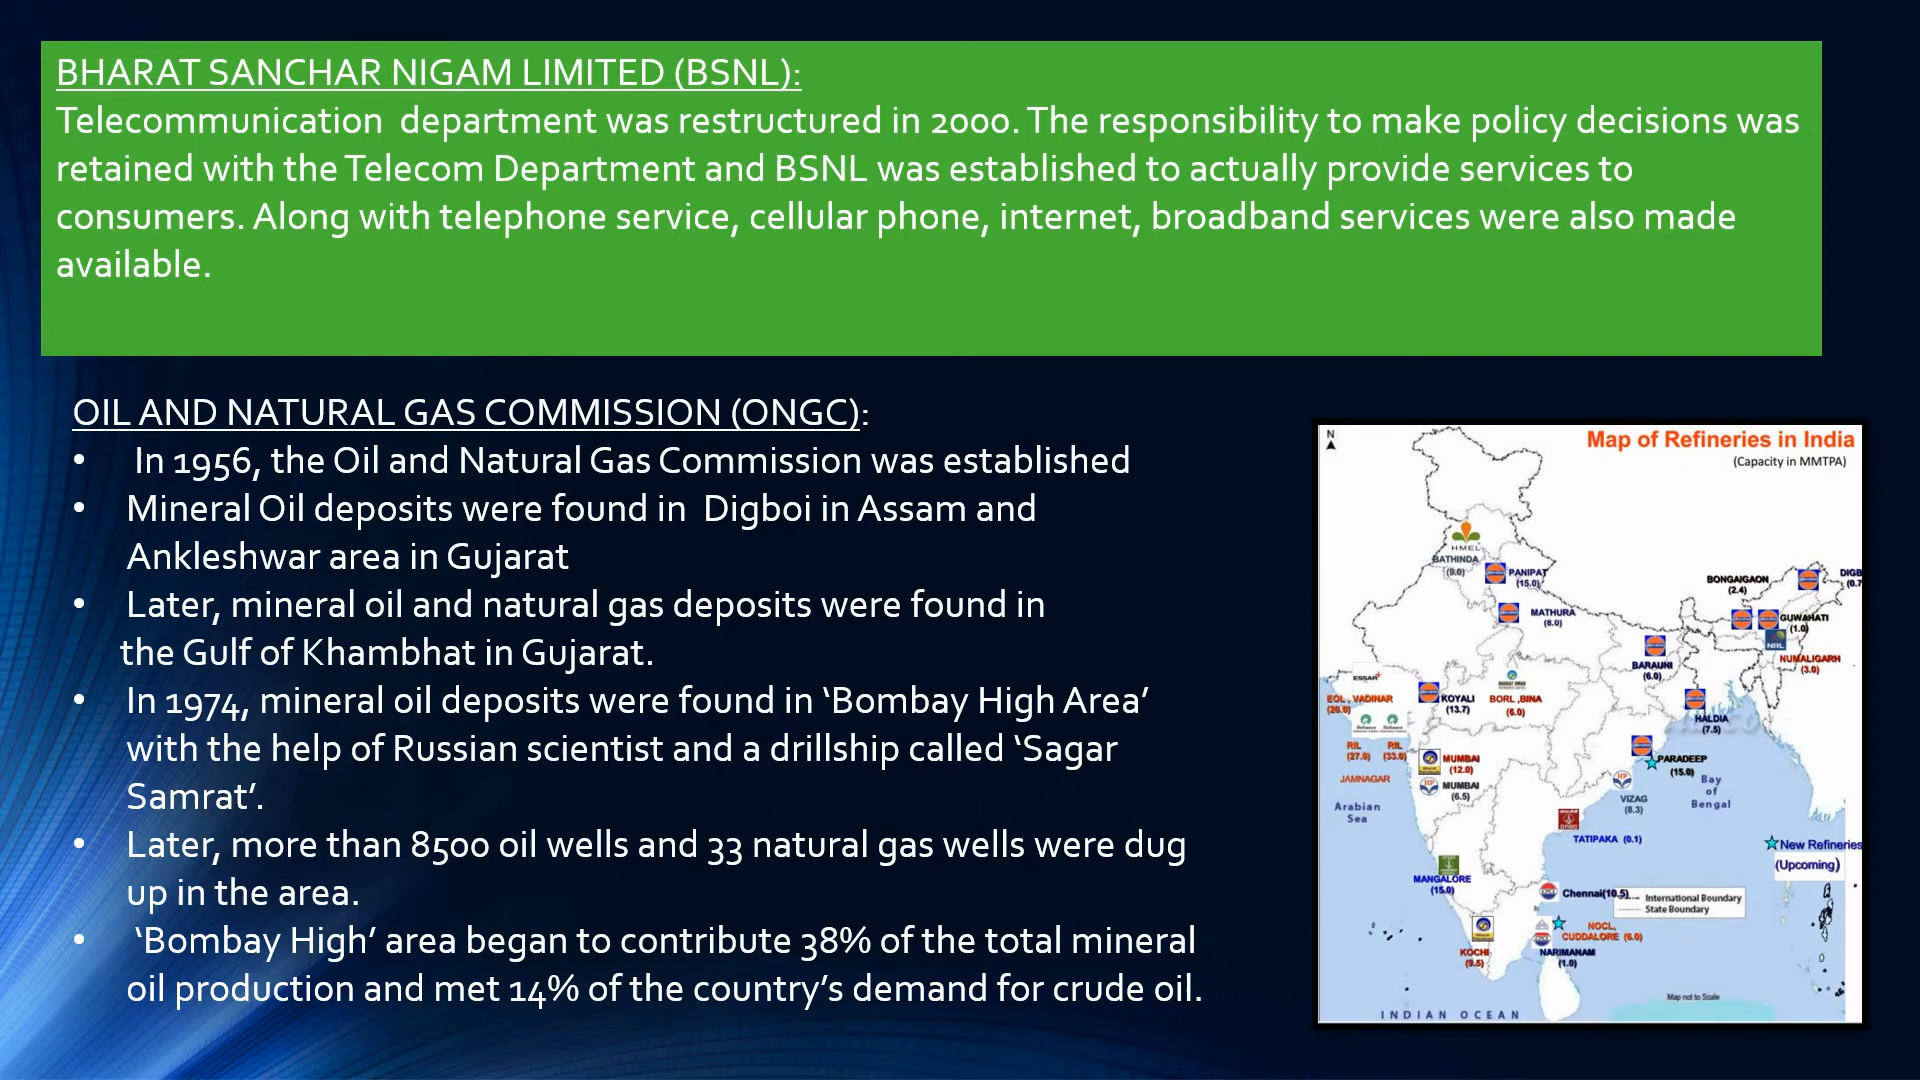 BHARAT SANCHAR NIGAM LIMITED (BSNL):
Telecommunication  department was restructured in 2000. The responsibility to make policy decisions was
retained with the Telecom Department and BSNL was established to actually provide services to
consumers. Along with telephone service, cellular phone, internet, broadband services were also made
available.
OIL AND NATURAL GAS COMMISSION (ONGC):
•  In 1956, the Oil and Natural Gas Commission was established
• Mineral Oil deposits were found in  Digboi in Assam and
Ankleshwar area in Gujarat
• Later, mineral oil and natural gas deposits were found in
the Gulf of Khambhat in Gujarat.
• In 1974, mineral oil deposits were found in ‘Bombay High Area’
with the help of Russian scientist and a drillship called ‘Sagar
Samrat’.
• Later, more than 8500 oil wells and 33 natural gas wells were dug
up in the area.
•  ‘Bombay High’ area began to contribute 38% of the total mineral
oil production and met 14% of the country’s demand for crude oil.
N
Map of Refineries in India
(Capacity in MMTPA)
HMEL
BATHINDA
(9.0)
PANIPAT
(15.0)
MATHURA
(8.0)
BONGAIGAON
(2.4)
DIGB
(0.7
GUWAHATI
(1.0)
NRL
NUMALIGARH
(3.0)
BARAUNI
(6.0)
ESSAR
EOL , VADINAR
(20.0)
KOYALI
(13.7)
BORL ,BINA
(6.0)
HALDIA
(7.5)
Reliance Reliance
RIL RIL
(27.0) (33.0)
JAMNAGAR
MUMBAI
(12.0)
HP
MUMBAI
(6.5)
PARADEEP
(15.0)
HP
VIZAG
(8.3)
Bay
of
Bengal
Arabian
Sea
TATIPAKA (0.1)
New Refineries
(Upcoming)
MANGALORE
(15.0)
Chennai(10.5)
International Boundary
State Boundary
NOCL,
CUDDALORE (6.0)
KOCHI
(9.5)
NARIMANAM
(1.0)
Map not to Scale
INDIAN OCEAN